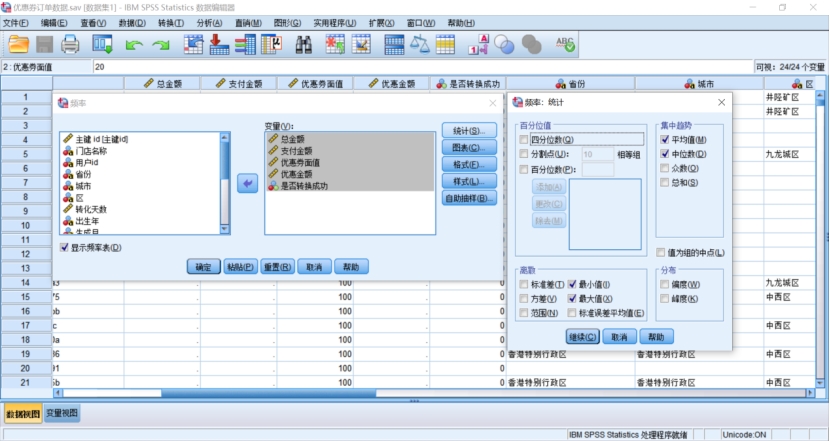 优惠券订单数据.sav [数据集1] - IBM SPSS Statistics 数据编辑器
文件(F) 编辑(E) 查看(V) 数据(D) 转换(T) 分析(A) 直销(M) 图形(G) 实用程序(U) 扩展(X) 窗口(W) 帮助(H)
2 : 优惠券面值 20 可视: 24/24 个变量
总金额 支付金额 优惠券面值 优惠金额 是否转换成功 省份 城市 区
1 井陉矿区
2 井陉矿区
3
4
5 九龙城区
6
7
8
9
10
11
12
13
14 . . 100 . 0 九龙城区
15 75 . . 100 . 0 中西区
16 bb . . 100 . 0
17 c . . 100 . 0 中西区
18 0a . . 100 . 0
19 86 . . 100 . 0 香港特别行政区 香港特别行政区 中西区
20 91 . . 100 . 0
21 5b . . 100 . 0 香港特别行政区 香港特别行政区 中西区
频率
变量(V):
主键 id [主键id]
门店名称
用户id
省份
城市
区
转化天数
出生年
生成月
总金额
支付金额
优惠券面值
优惠金额
是否转换成功
统计(S)...
图表(C)...
格式(F)...
样式(L)...
自助抽样(B)...
显示频率表(D)
确定 粘贴(P) 重置(R) 取消 帮助
频率: 统计
百分位值
四分位数(Q)
分割点(U): 10 相等组
百分位数(P):
添加(A)
更改(C)
除去(M)
集中趋势
平均值(M)
中位数(D)
众数(O)
总和(S)
值为组的中点(L)
离散
标准差(T) 最小值(I)
方差(V) 最大值(X)
范围(N) 标准误差平均值(E)
分布
偏度(W)
峰度(K)
继续(C) 取消 帮助
数据视图 变量视图
IBM SPSS Statistics 处理程序就绪 Unicode:ON